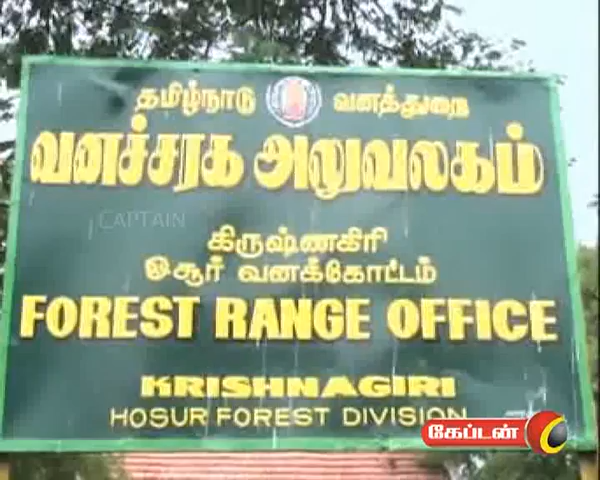 தமிழ்நாடு வனத்துறை
வனச்சரக அலுவலகம்
CAPTAIN
கிருஷ்ணகிரி
ஓசூர் வனக்கோட்டம்
FOREST RANGE OFFICE
KRISHNAGIRI
HOSUR FOREST DIVISION
கேப்டன்